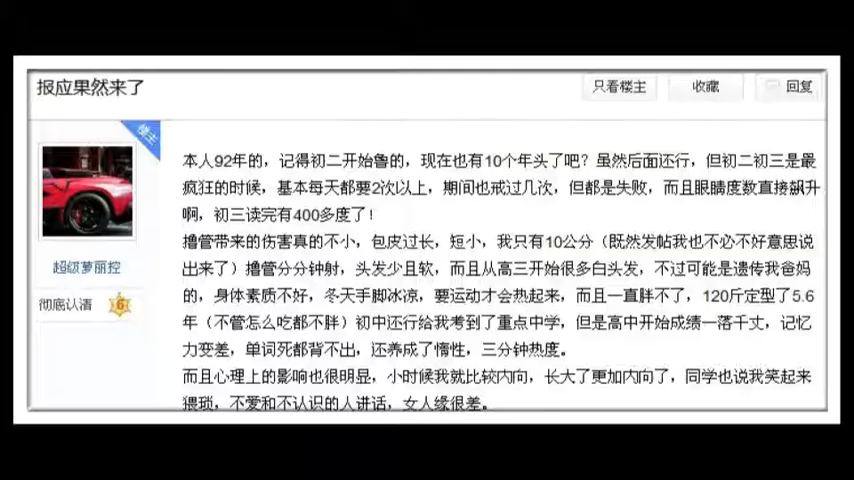 报应果然来了
只看楼主
收藏
回复
楼主
本人92年的，记得初二开始鲁的，现在也有10个年头了吧？虽然后面还行，但初二初三是最
疯狂的时候，基本每天都要2次以上，期间也戒过几次，但都是失败，而且眼睛度数直接飙升
啊，初三读完有400多度了！
撸管带来的伤害真的不小，包皮过长，短小，我只有10公分（既然发帖我也不必不好意思说
出来了）撸管分分钟射，头发少且软，而且从高三开始很多白头发，不过可能是遗传我爸妈
的，身体素质不好，冬天手脚冰凉，要运动才会热起来，而且一直胖不了，120斤定型了5.6
年（不管怎么吃都不胖）初中还行给我考到了重点中学，但是高中开始成绩一落千丈，记忆
力变差，单词死都背不出，还养成了惰性，三分钟热度。
而且心理上的影响也很明显，小时候我就比较内向，长大了更加内向了，同学也说我笑起来
猥琐，不爱和不认识的人讲话，女人缘很差。
超级萝丽控
彻底认清
6